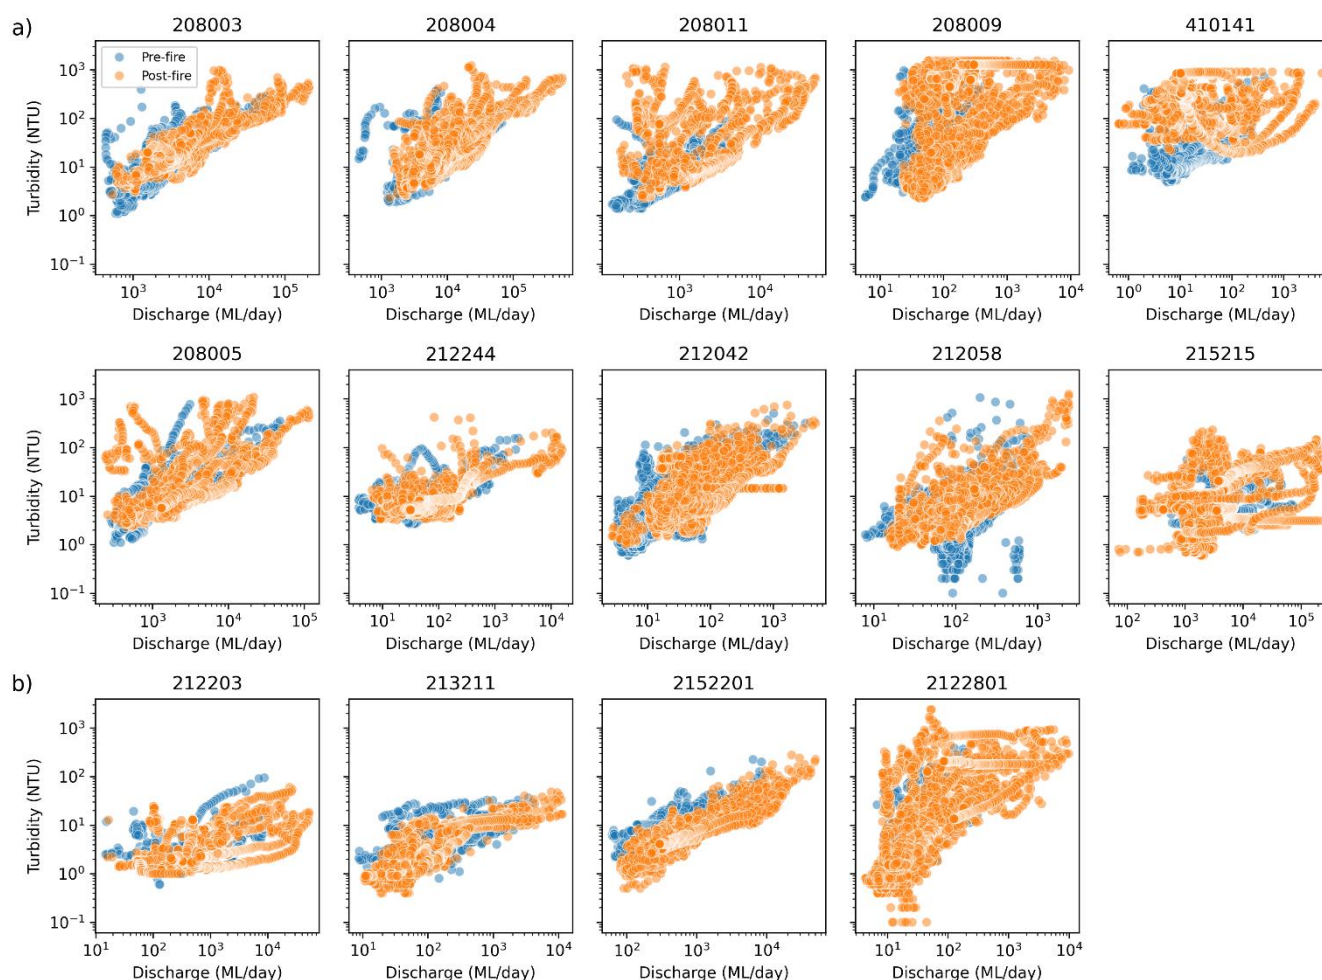 a)
208003
208004
208011
208009
410141
Pre-fire
Post-fire
Turbidity (NTU)
10³
10²
10¹
10⁰
10⁻¹
10³ 10⁴ 10⁵
10³ 10⁴ 10⁵
10³ 10⁴
10¹ 10² 10³ 10⁴
10⁰ 10¹ 10² 10³
Discharge (ML/day)
Discharge (ML/day)
Discharge (ML/day)
Discharge (ML/day)
Discharge (ML/day)
208005
212244
212042
212058
215215
Turbidity (NTU)
10³
10²
10¹
10⁰
10⁻¹
10³ 10⁴ 10⁵
10¹ 10² 10³ 10⁴
10¹ 10² 10³
10¹ 10² 10³
10² 10³ 10⁴ 10⁵
Discharge (ML/day)
Discharge (ML/day)
Discharge (ML/day)
Discharge (ML/day)
Discharge (ML/day)
b)
212203
213211
2152201
2122801
Turbidity (NTU)
10³
10²
10¹
10⁰
10⁻¹
10¹ 10² 10³ 10⁴
10¹ 10² 10³ 10⁴
10² 10³ 10⁴
10¹ 10² 10³ 10⁴
Discharge (ML/day)
Discharge (ML/day)
Discharge (ML/day)
Discharge (ML/day)